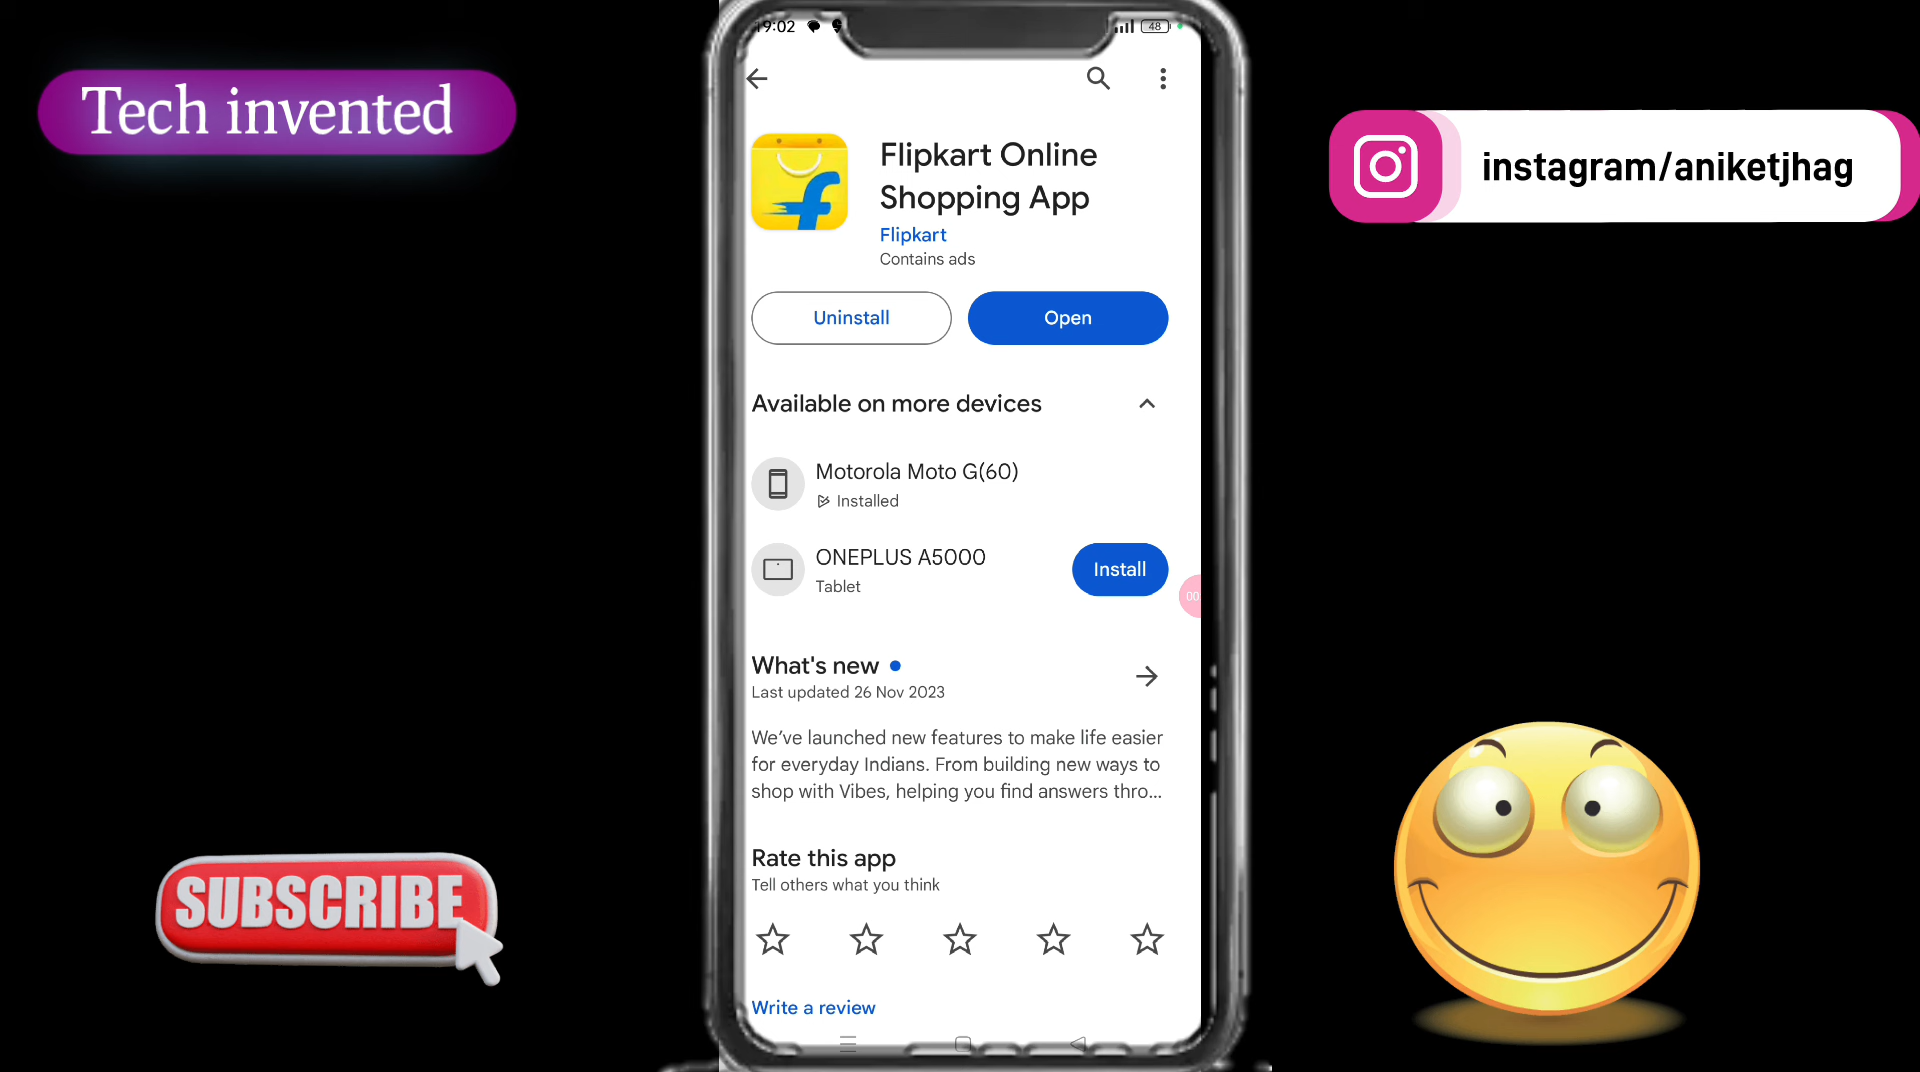 Tech invented
instagram/aniketjhag
19:02
48
Flipkart Online
Shopping App
Flipkart
Contains ads
Uninstall
Open
Available on more devices
Motorola Moto G(60)
Installed
ONEPLUS A5000
Tablet
Install
00:
What's new
Last updated 26 Nov 2023
We’ve launched new features to make life easier
for everyday Indians. From building new ways to
shop with Vibes, helping you find answers thro...
Rate this app
Tell others what you think
Write a review
SUBSCRIBE